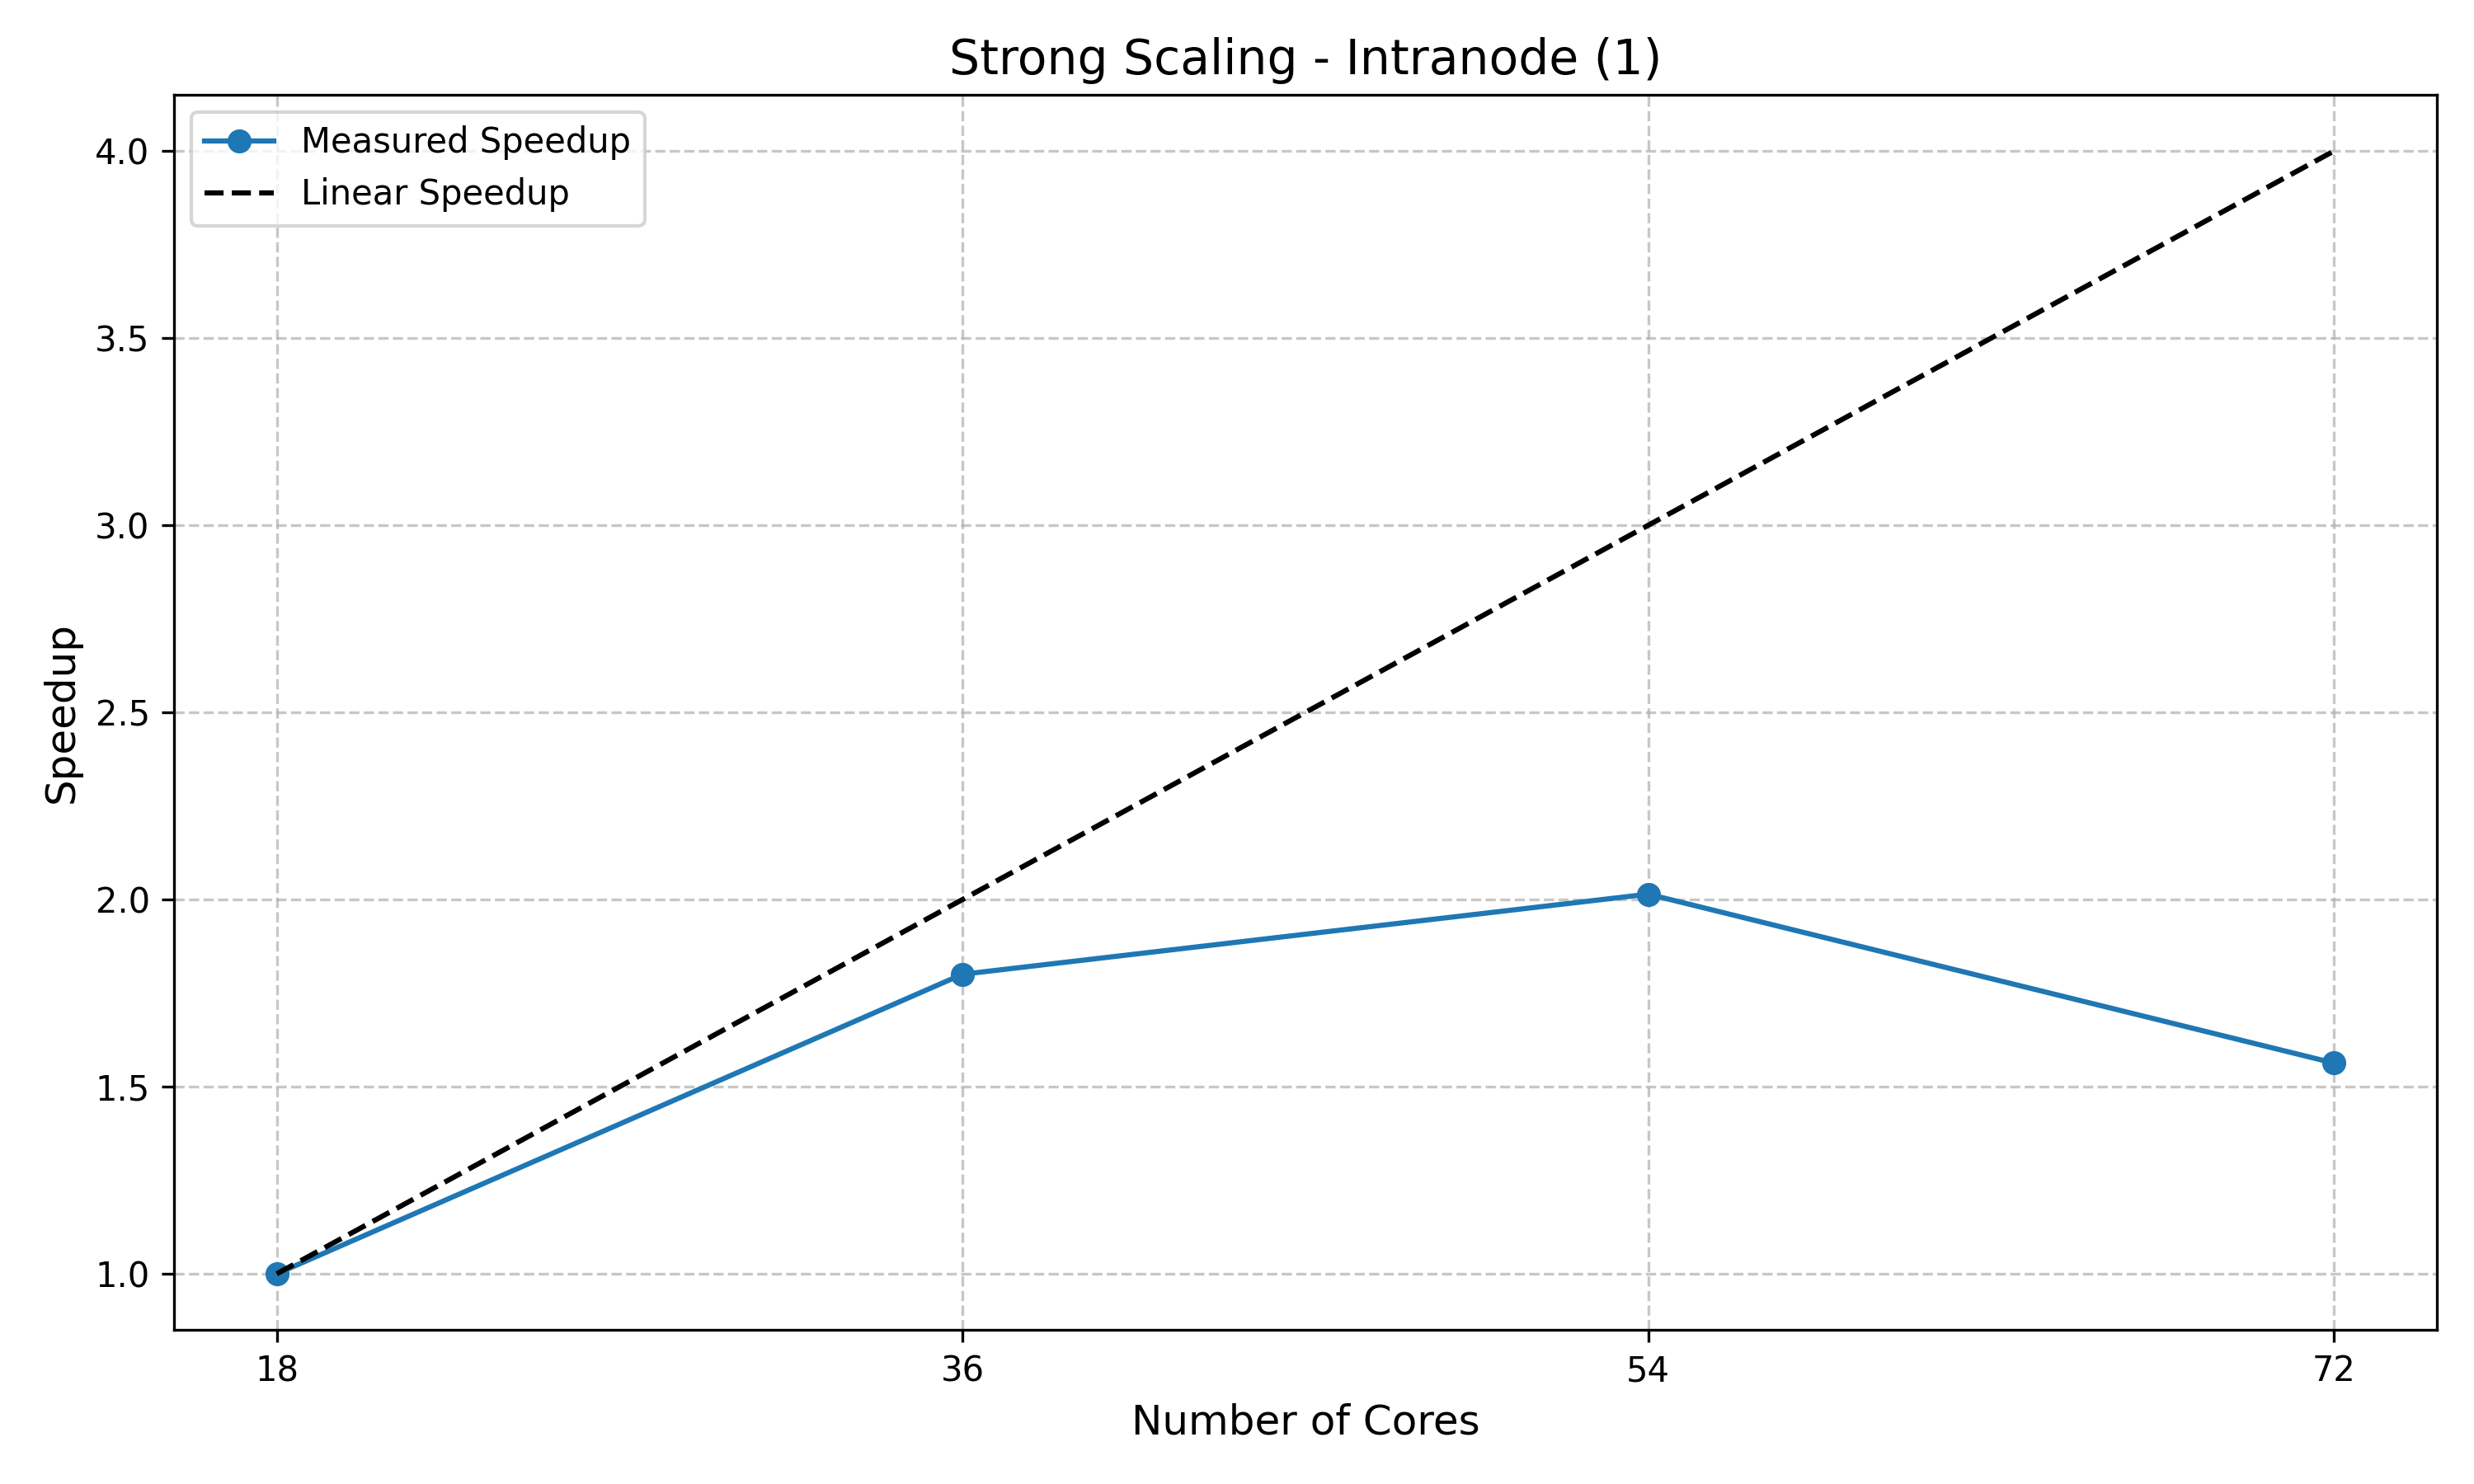 Strong Scaling - Intranode (1)
Measured Speedup
Linear Speedup
4.0
3.5
3.0
2.5
2.0
1.5
1.0
Speedup
18 36 54 72
Number of Cores